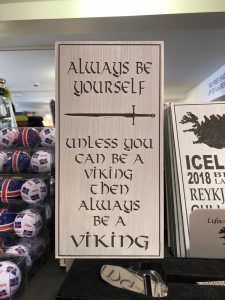 ALWAYS BE
YOURSELF
UNLESS YOU
CAN BE A
VIKING
THEN
ALWAYS
BE A
VIKING
ICEL
2018
REYKJ